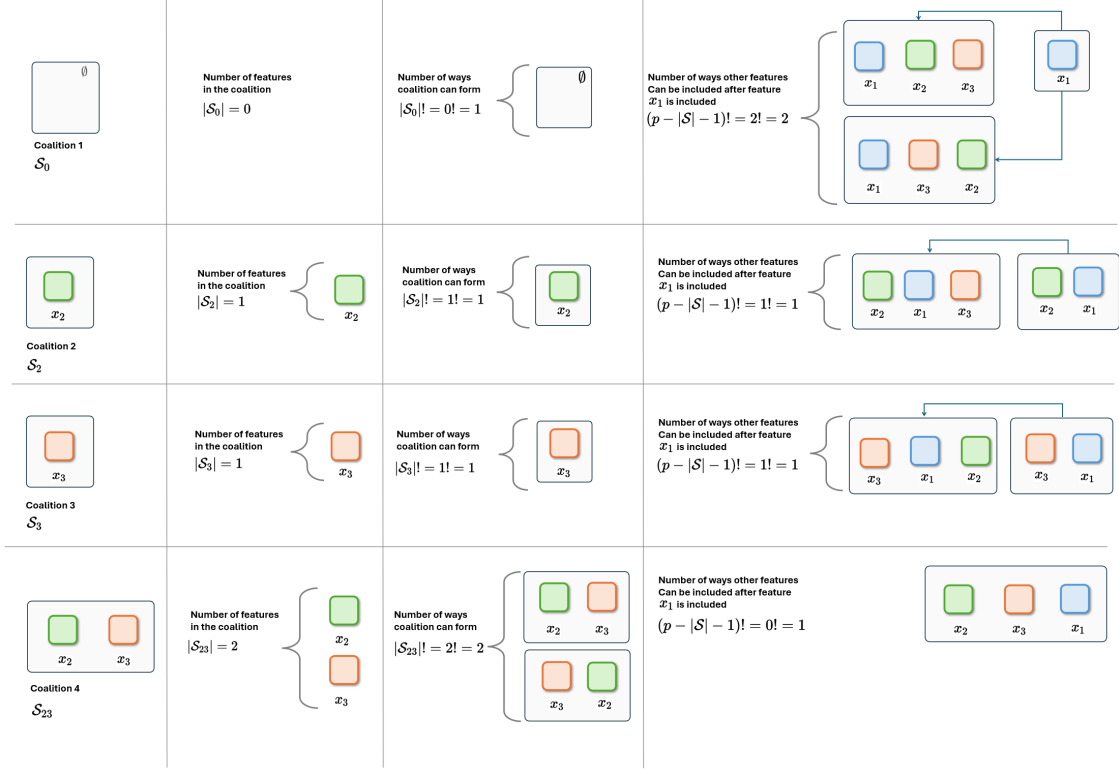 ∅
Coalition 1
𝒮₀
Number of features
in the coalition
|𝒮₀| = 0
Number of ways
coalition can form
|𝒮₀|! = 0! = 1
∅
Number of ways other features
Can be included after feature
x₁ is included
(p − |𝒮| − 1)! = 2! = 2
x₁ x₂ x₃
x₁
x₁ x₃ x₂
x₂
Coalition 2
𝒮₂
Number of features
in the coalition
|𝒮₂| = 1
x₂
Number of ways
coalition can form
|𝒮₂|! = 1! = 1
x₂
Number of ways other features
Can be included after feature
x₁ is included
(p − |𝒮| − 1)! = 1! = 1
x₂ x₁ x₃
x₂ x₁
x₃
Coalition 3
𝒮₃
Number of features
in the coalition
|𝒮₃| = 1
x₃
Number of ways
coalition can form
|𝒮₃|! = 1! = 1
x₃
Number of ways other features
Can be included after feature
x₁ is included
(p − |𝒮| − 1)! = 1! = 1
x₃ x₁ x₂
x₃ x₁
x₂ x₃
Coalition 4
𝒮₂₃
Number of features
in the coalition
|𝒮₂₃| = 2
x₂
x₃
Number of ways
coalition can form
|𝒮₂₃|! = 2! = 2
x₂ x₃
x₃ x₂
Number of ways other features
Can be included after feature
x₁ is included
(p − |𝒮| − 1)! = 0! = 1
x₂ x₃ x₁